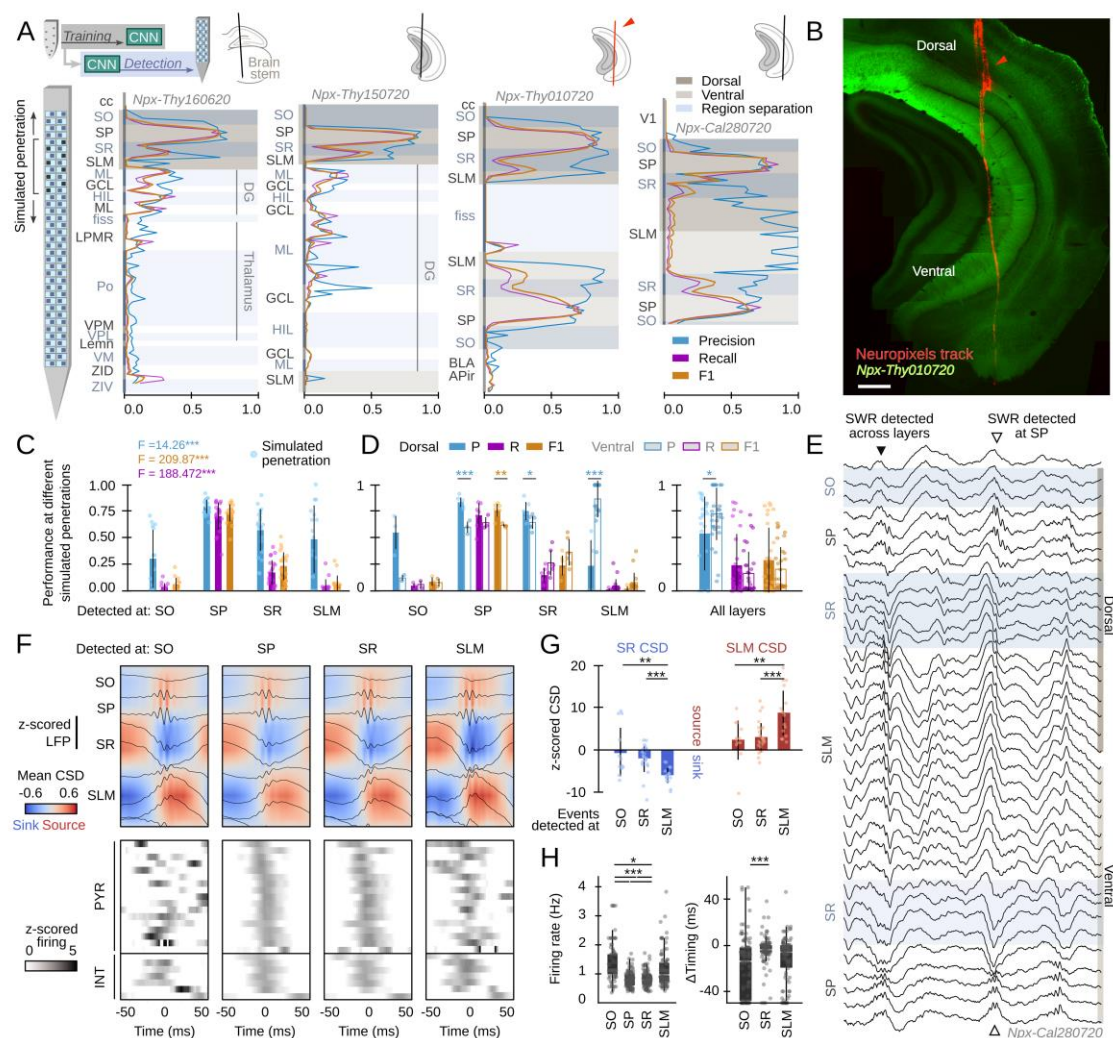 A
Training
CNN
CNN
Detection
Brain
stem
Simulated penetration
Npx-Thy160620
cc
SO
SP
SR
SLM
ML
GCL
HIL
ML
fiss
LPMR
Po
VPM
VPL
Lemn
VM
ZID
ZIV
DG
Thalamus
0.0 0.5 1.0
Npx-Thy150720
SO
SP
SR
SLM
ML
GCL
HIL
GCL
ML
GCL
HIL
GCL
ML
SLM
DG
0.0 0.5 1.0
Npx-Thy010720
cc
SP
SR
SLM
fiss
SLM
SR
SP
SO
BLA
APir
0.0 0.5 1.0
Dorsal
Ventral
Region separation
Npx-Cal280720
V1
SO
SP
SR
SLM
SR
SP
SO
Precision
Recall
F1
0.0 0.5 1.0
B
Dorsal
Ventral
Neuropixels track
Npx-Thy010720
C
F =14.26***
F = 209.87***
F = 188.472***
Simulated
penetration
Performance at different
simulated penetrations
1.00
0.75
0.50
0.25
0.00
Detected at: SO SP SR SLM
D
Dorsal P R F1 Ventral P R F1
*** ** * *** *
1
0
SO SP SR SLM All layers
E
SWR detected
across layers
SWR detected
at SP
SO
SP
SR
SLM
SR
SP
Dorsal
Ventral
Npx-Cal280720
F
Detected at: SO SP SR SLM
SO
SP
SR
SLM
z-scored
LFP
Mean CSD
-0.6 0.6
Sink Source
PYR
INT
z-scored
firing
0 5
-50 0 50 -50 0 50 -50 0 50 -50 0 50
Time (ms) Time (ms) Time (ms) Time (ms)
G
SR CSD SLM CSD
** **
*** ***
z-scored CSD
20
10
0
-10
source
sink
Events
detected at
SO SR SLM SO SR SLM
H
*
***
***
Firing rate (Hz)
4
3
2
1
0
SO SP SR SLM
ΔTiming (ms)
40
0
-40
SO SR SLM